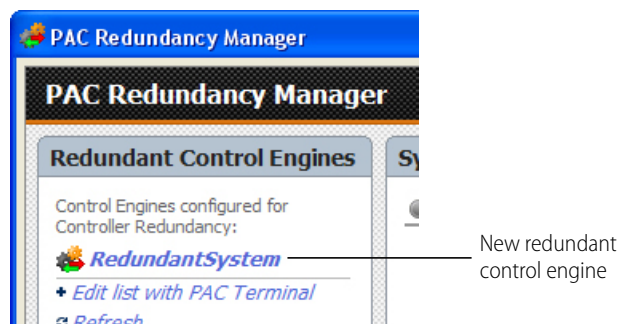 PAC Redundancy Manager
PAC Redundancy Manager
Redundant Control Engines
Sy
Control Engines configured for
Controller Redundancy:
RedundantSystem
New redundant
control engine
Edit list with PAC Terminal
Refresh